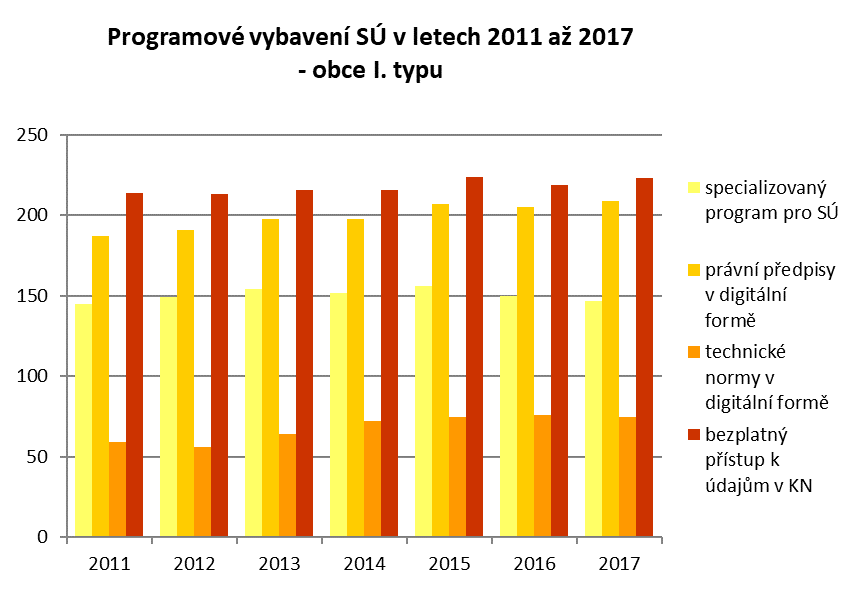 Programové vybavení SÚ v letech 2011 až 2017
- obce I. typu
250
200
150
100
50
0
2011 2012 2013 2014 2015 2016 2017
specializovaný
program pro SÚ
právní předpisy
v digitální
formě
technické
normy v
digitální formě
bezplatný
přístup k
údajům v KN